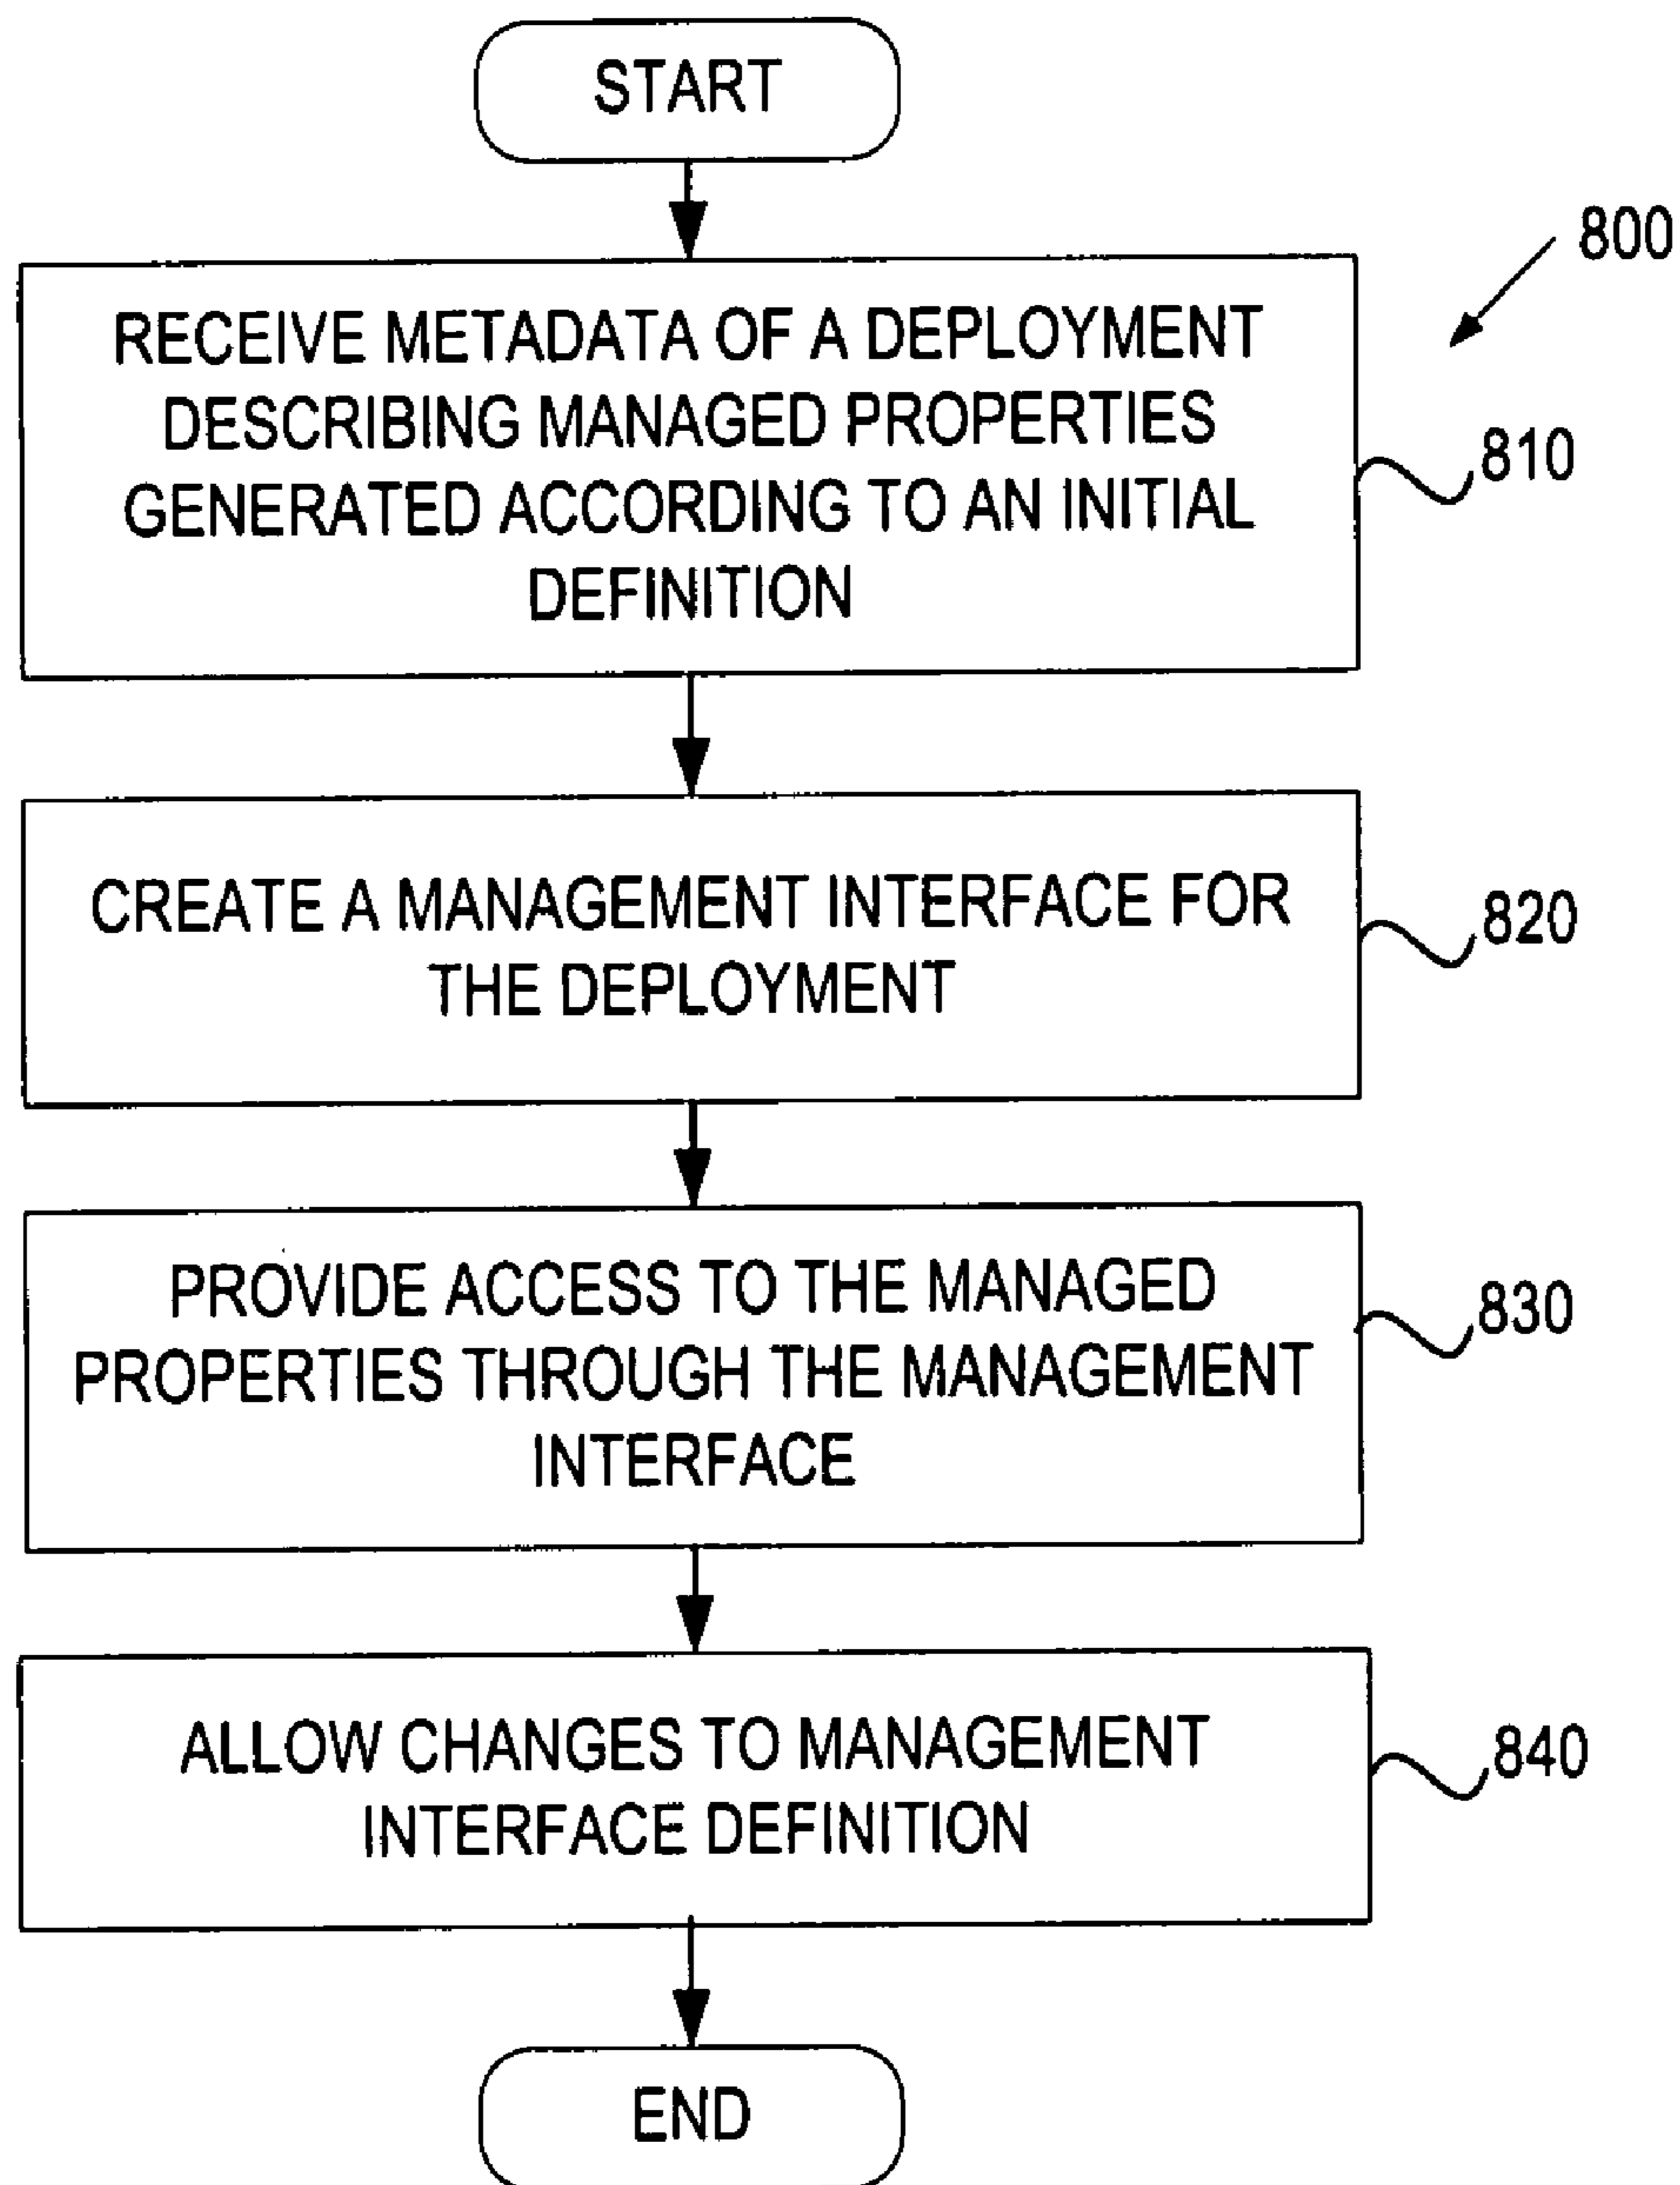 START
800
RECEIVE METADATA OF A DEPLOYMENT
DESCRIBING MANAGED PROPERTIES
GENERATED ACCORDING TO AN INITIAL
DEFINITION
810
CREATE A MANAGEMENT INTERFACE FOR
THE DEPLOYMENT
820
PROVIDE ACCESS TO THE MANAGED
PROPERTIES THROUGH THE MANAGEMENT
INTERFACE
830
ALLOW CHANGES TO MANAGEMENT
INTERFACE DEFINITION
840
END